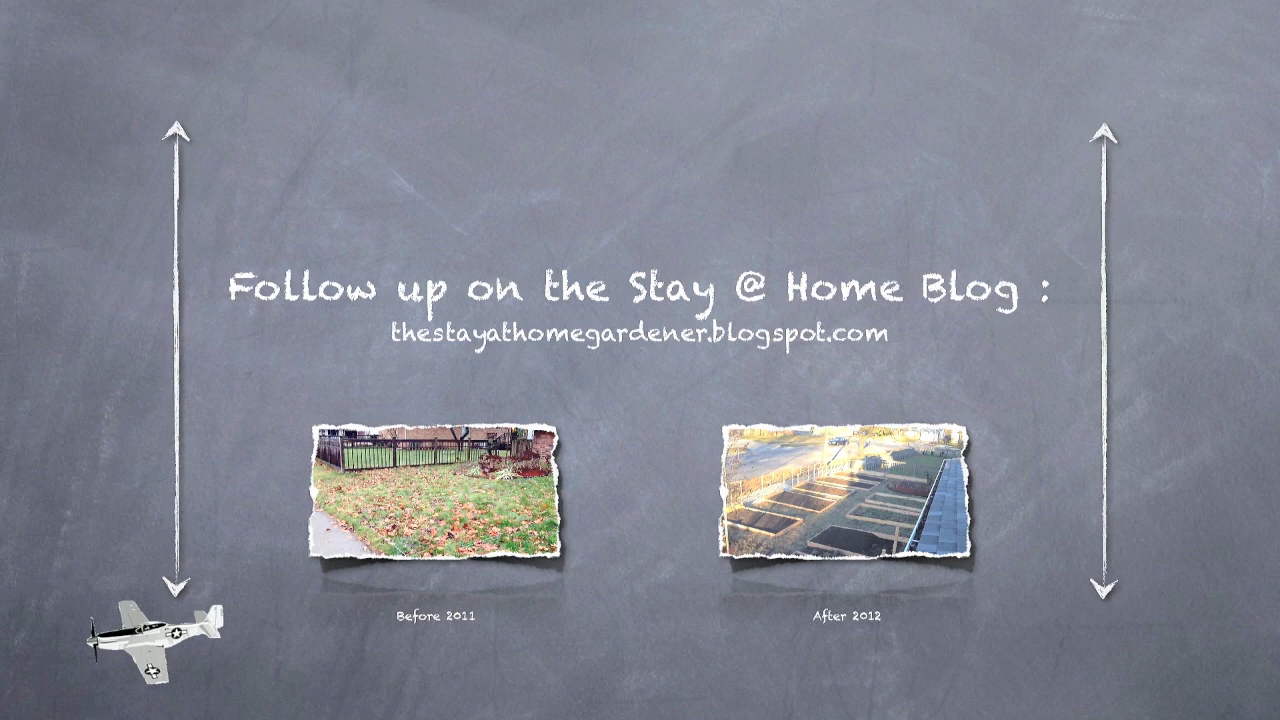 Follow up on the Stay @ Home Blog :
thestayathomegardener.blogspot.com
Before 2011
After 2012